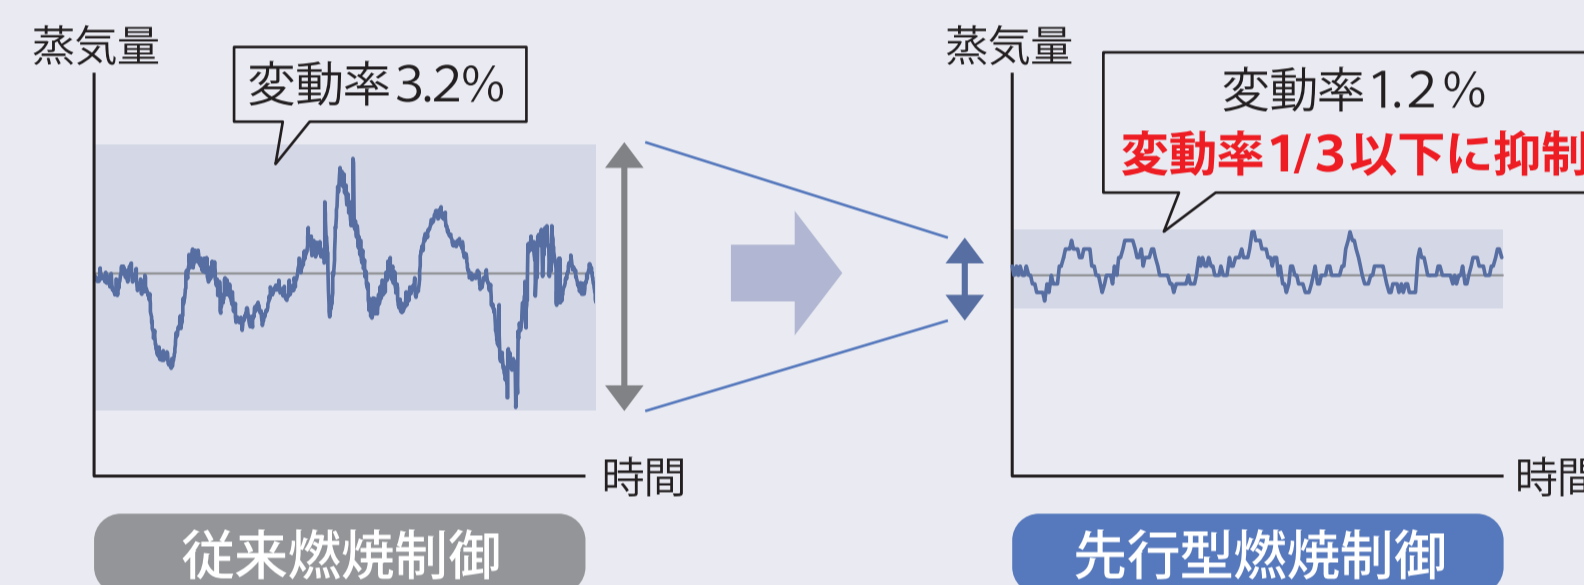 蒸気量
変動率3.2%
時間
従来燃焼制御
蒸気量
変動率1.2%
変動率1/3以下に抑制
時間
先行型燃焼制御